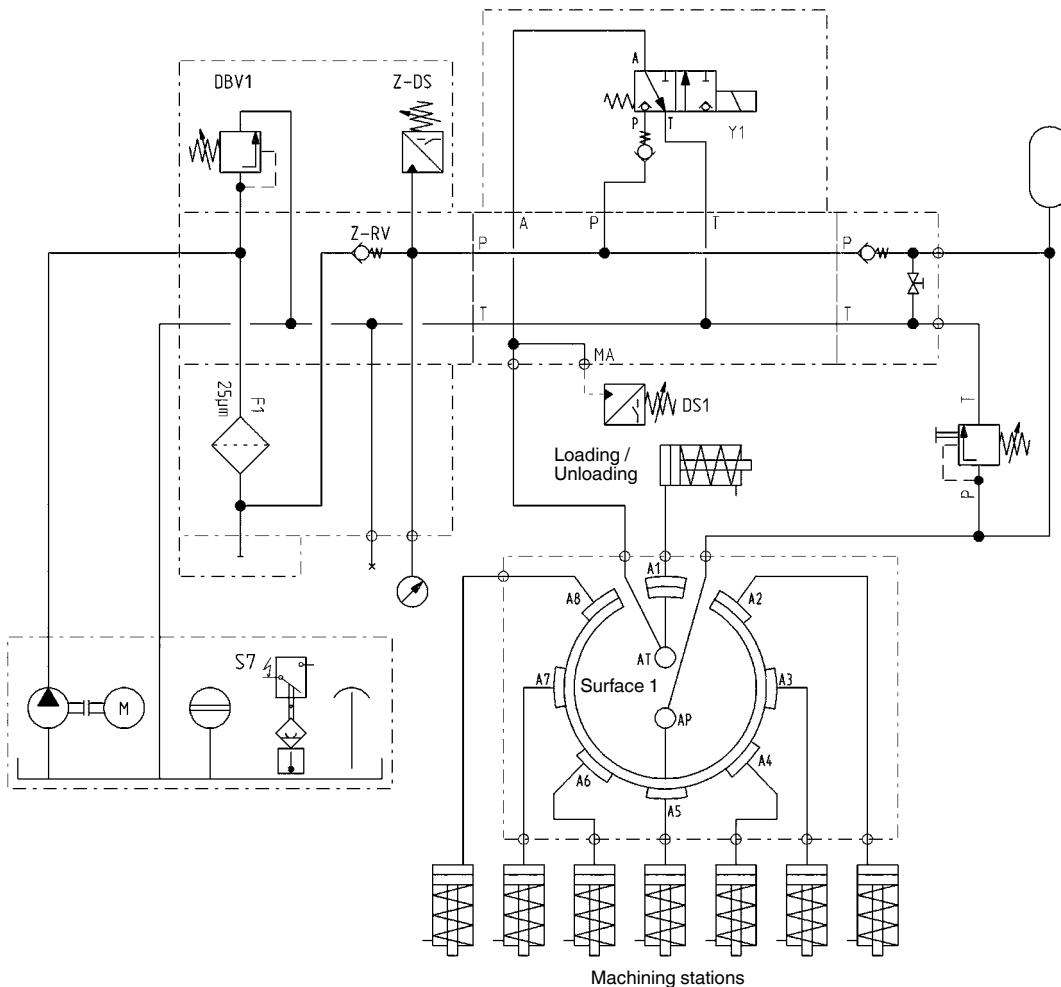 DBV1
Z-DS
A
P
T
Y1
A
P
T
Z-RV
P
P
T
T
MA
25µm
F1
DS1
T
P
Loading /
Unloading
A1
A8
A2
AT
A7
Surface 1
A3
AP
A6
A4
A5
S7
M
Machining stations